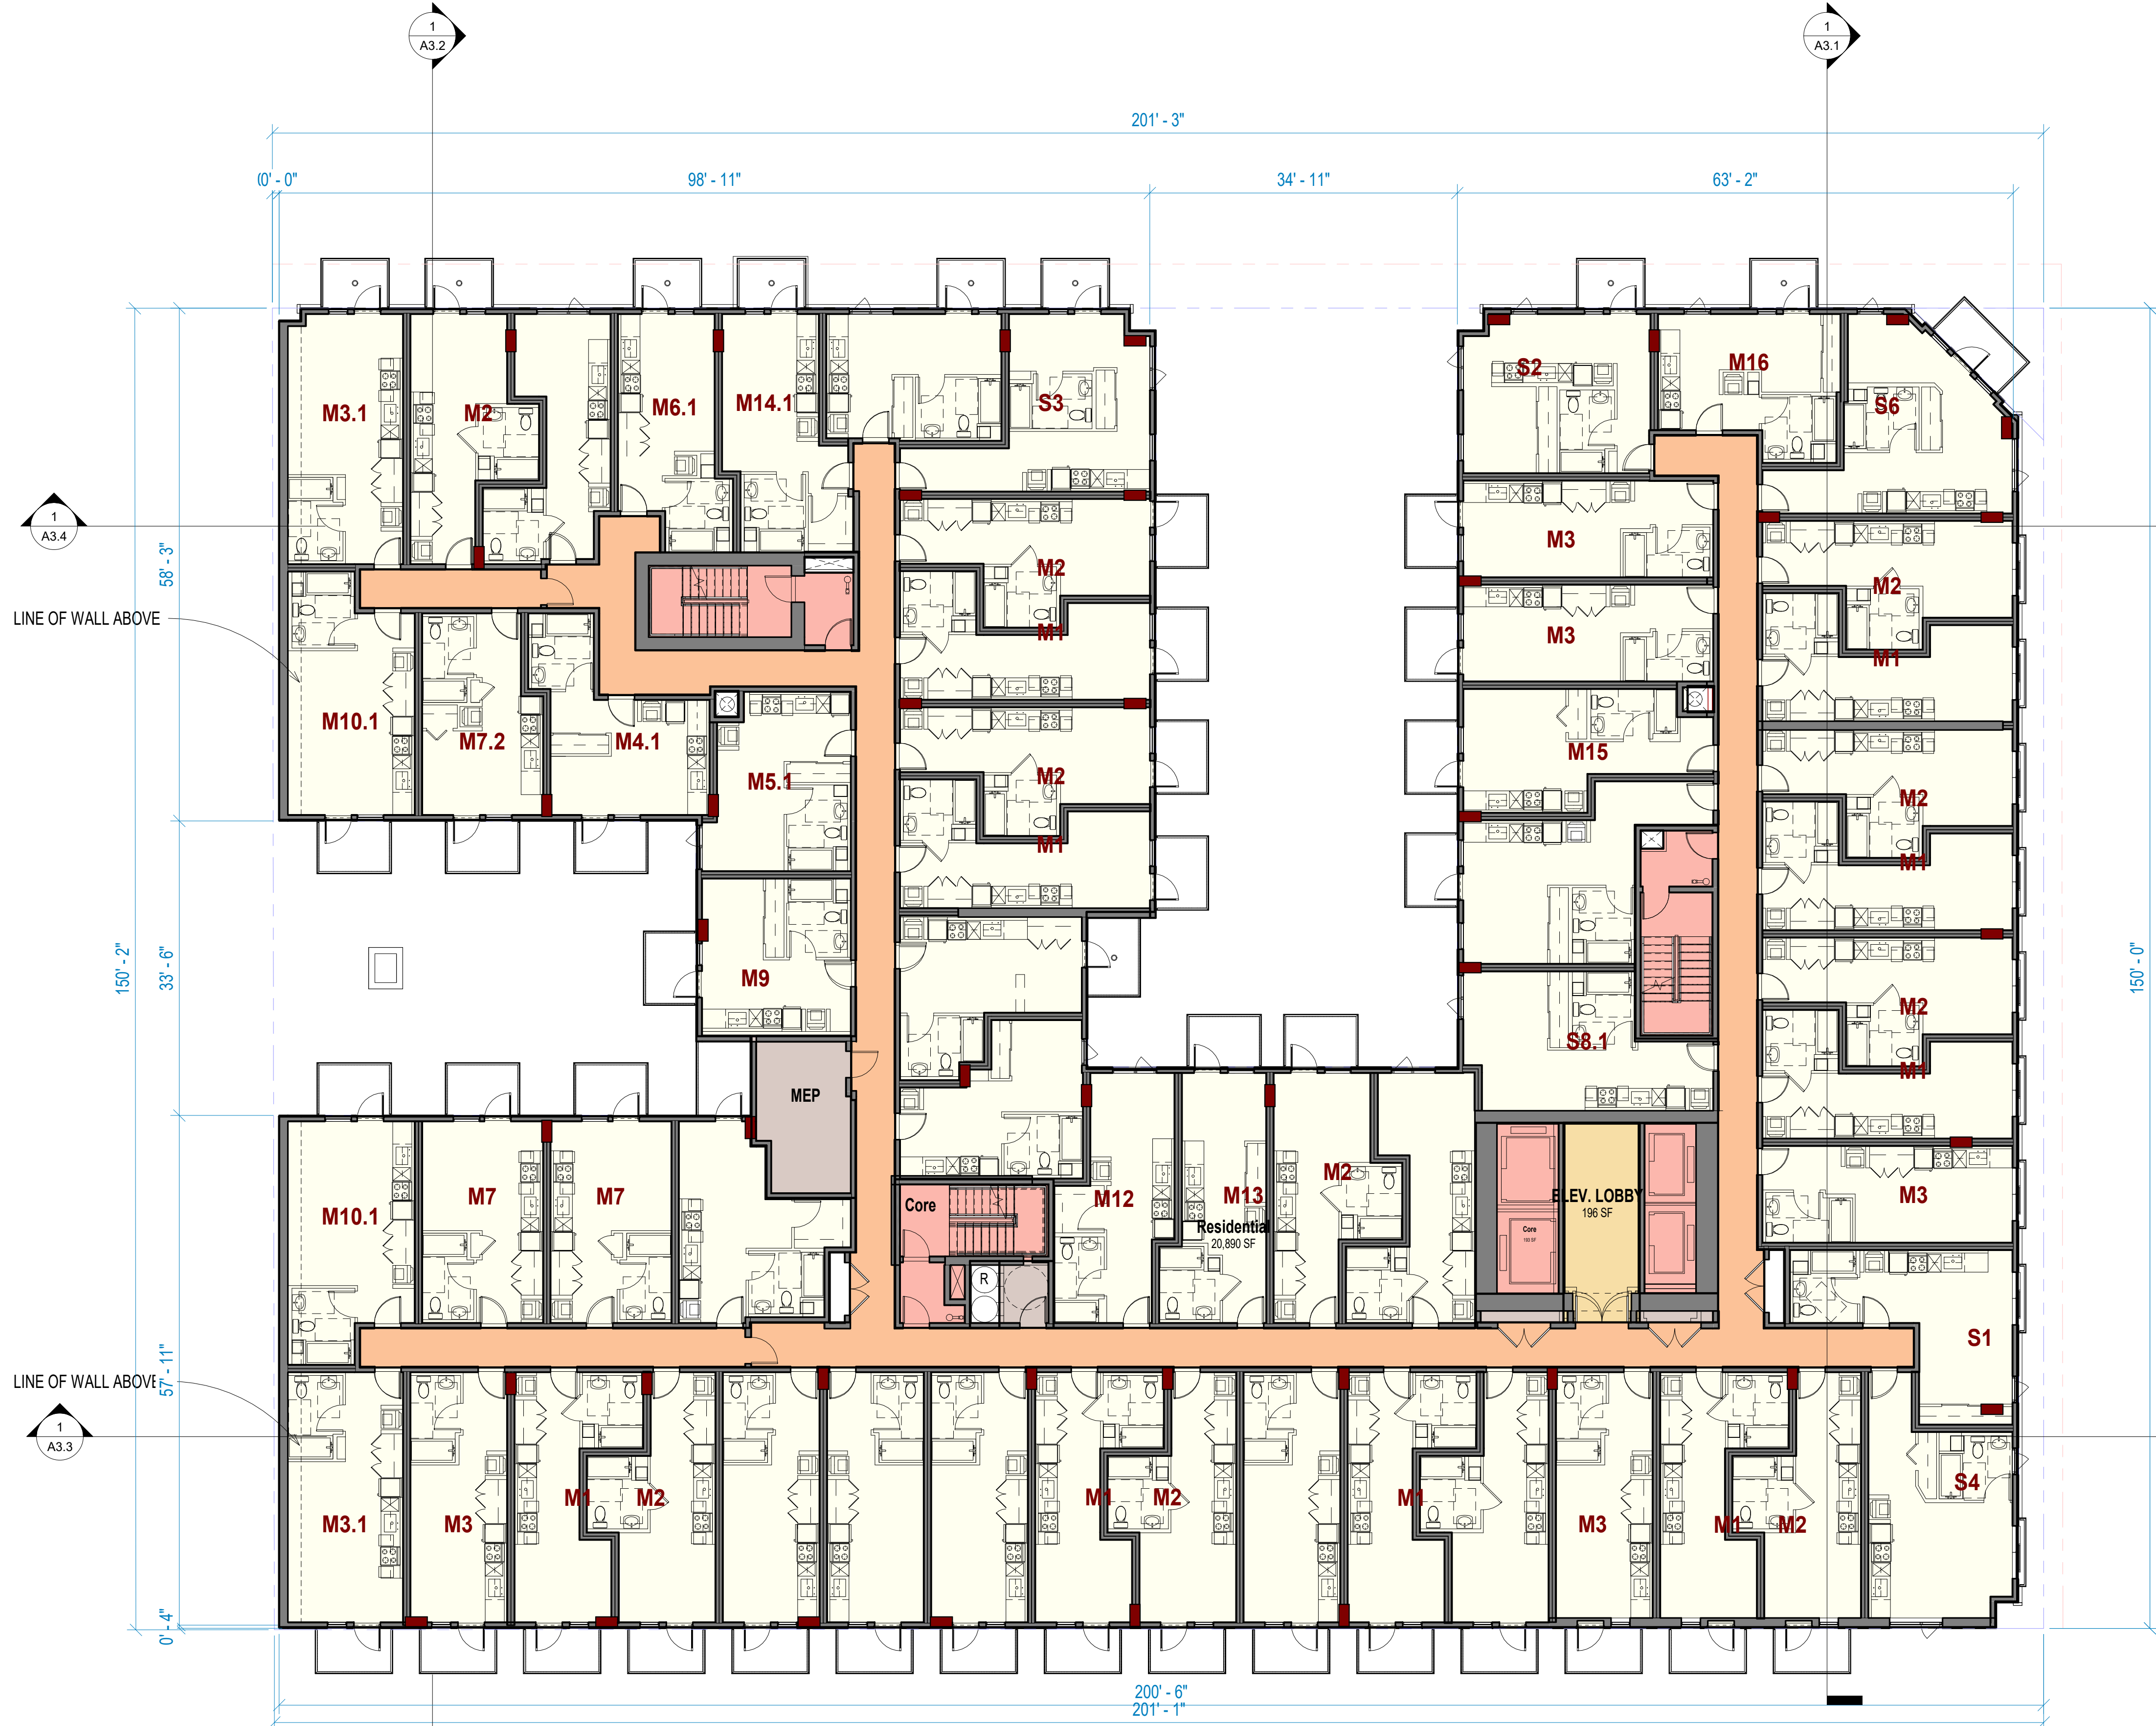 1
A3.2
1
A3.1
201' - 3"
0' - 0"
98' - 11"
34' - 11"
63' - 2"
S2
M16
M3.1
M2
M6.1
M14.1
S3
S6
1
A3.4
58' - 3"
M3
M2
M2
LINE OF WALL ABOVE
M1
M3
M1
M10.1
M7.2
M4.1
M5.1
M2
M15
M2
M1
M1
150' - 2"
33' - 6"
M9
150' - 0"
M2
S8.1
M1
MEP
M10.1
M7
M7
Core
M12
M13
M2
ELEV. LOBBY
196 SF
M3
Residential
20,890 SF
Core
193 SF
R
S1
LINE OF WALL ABOVE
57' - 11"
1
A3.3
M3.1
M3
M1
M2
M1
M2
M1
M3
M1
M2
S4
0' - 4"
200' - 6"
201' - 1"